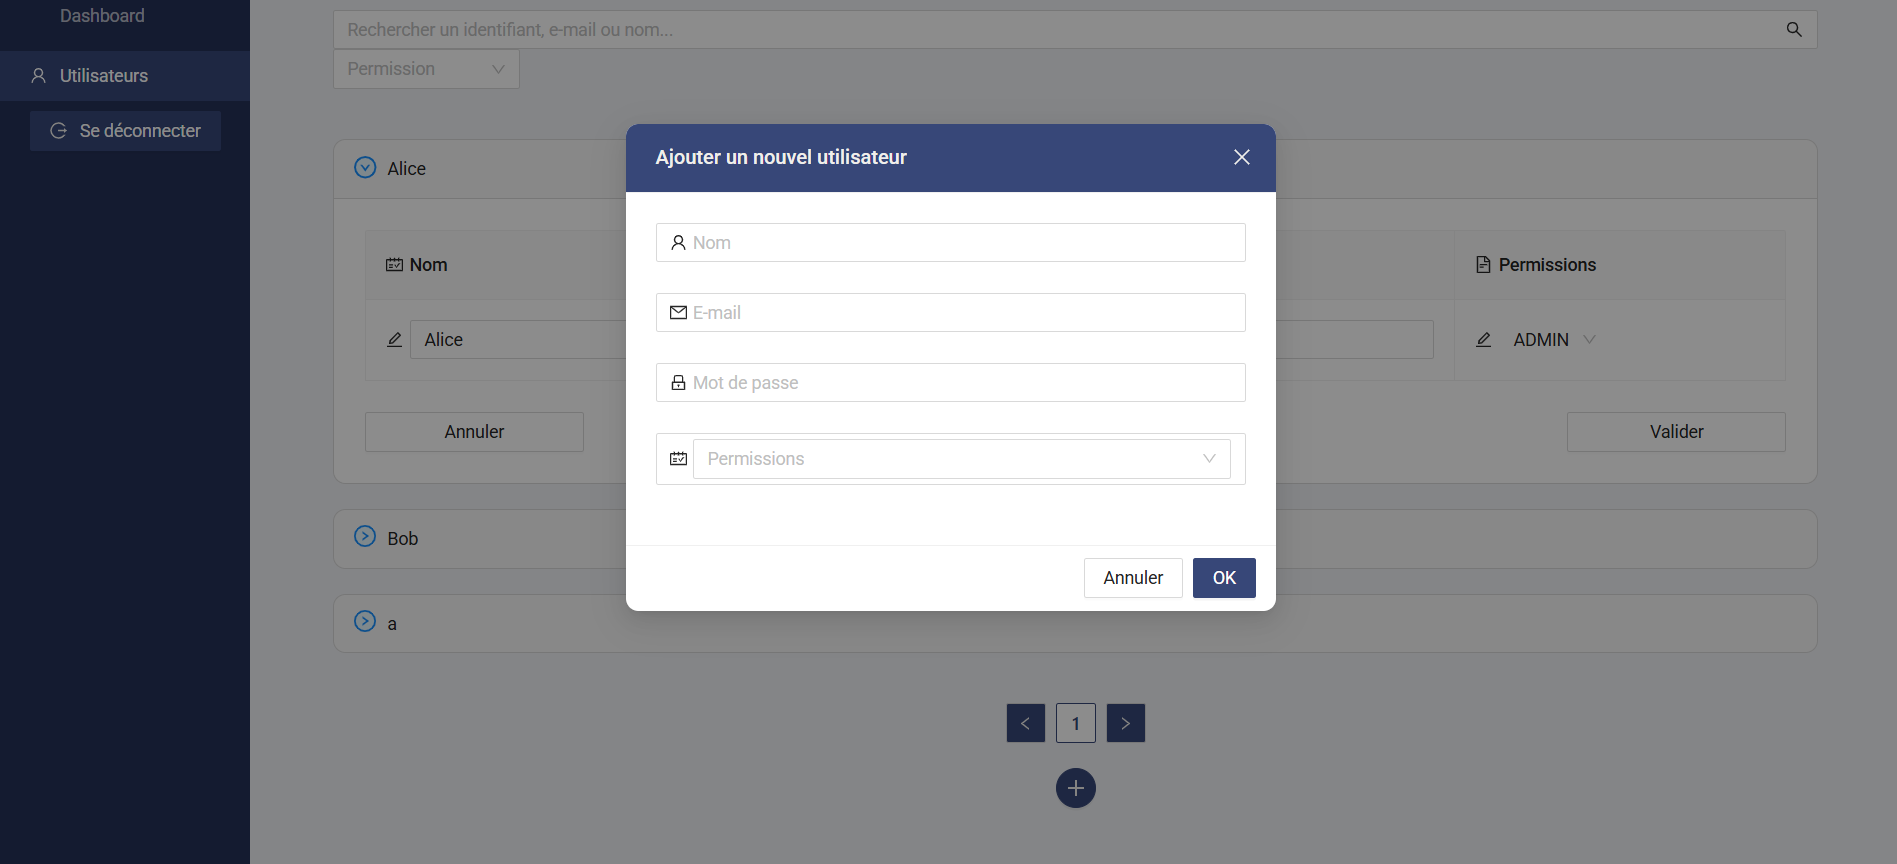 Dashboard
Utilisateurs
Se déconnecter
Rechercher un identifiant, e-mail ou nom...
Permission
Alice
Nom
Permissions
Alice
ADMIN
Annuler
Valider
Bob
a
1
Ajouter un nouvel utilisateur
Nom
E-mail
Mot de passe
Permissions
Annuler
OK